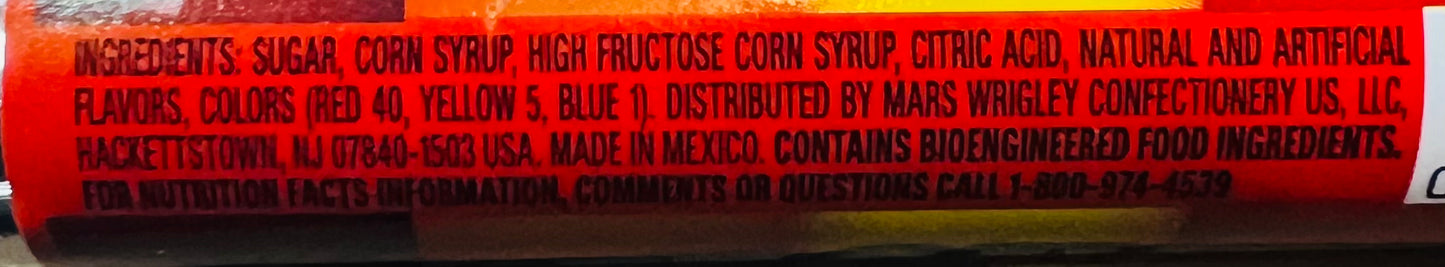 INGREDIENTS: SUGAR, CORN SYRUP, HIGH FRUCTOSE CORN SYRUP, CITRIC ACID, NATURAL AND ARTIFICIAL
FLAVORS, COLORS (RED 40, YELLOW 5, BLUE 1). DISTRIBUTED BY MARS WRIGLEY CONFECTIONERY US, LLC,
HACKETTSTOWN, NJ 07840-1503 USA. MADE IN MEXICO. CONTAINS BIOENGINEERED FOOD INGREDIENTS.
FOR NUTRITION FACTS INFORMATION, COMMENTS OR QUESTIONS CALL 1-800-974-4539